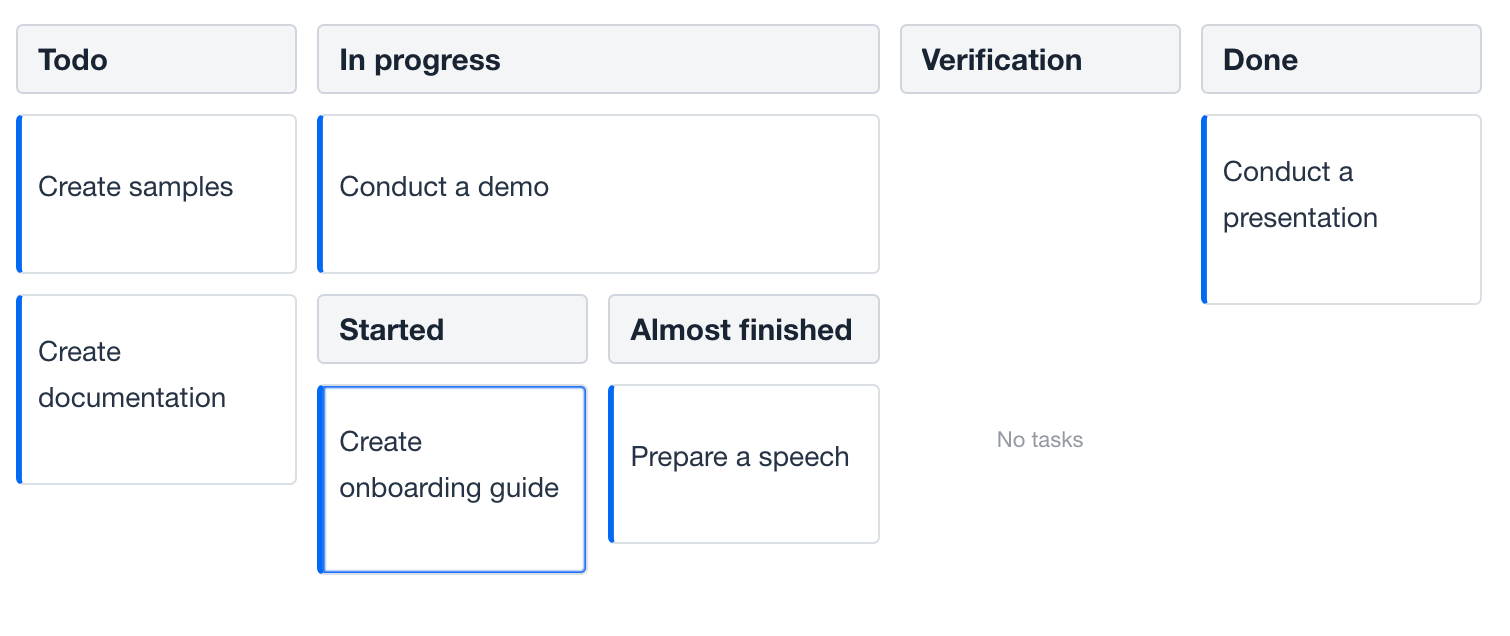 Todo
Create samples
Create
documentation
In progress
Conduct a demo
Started
Create
onboarding guide
Almost finished
Prepare a speech
Verification
No tasks
Done
Conduct a
presentation